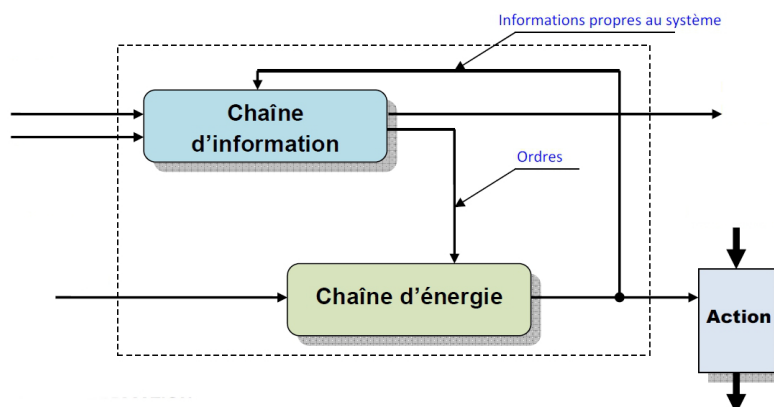 Informations propres au système
Chaîne
d’information
Ordres
Chaîne d’énergie
Action